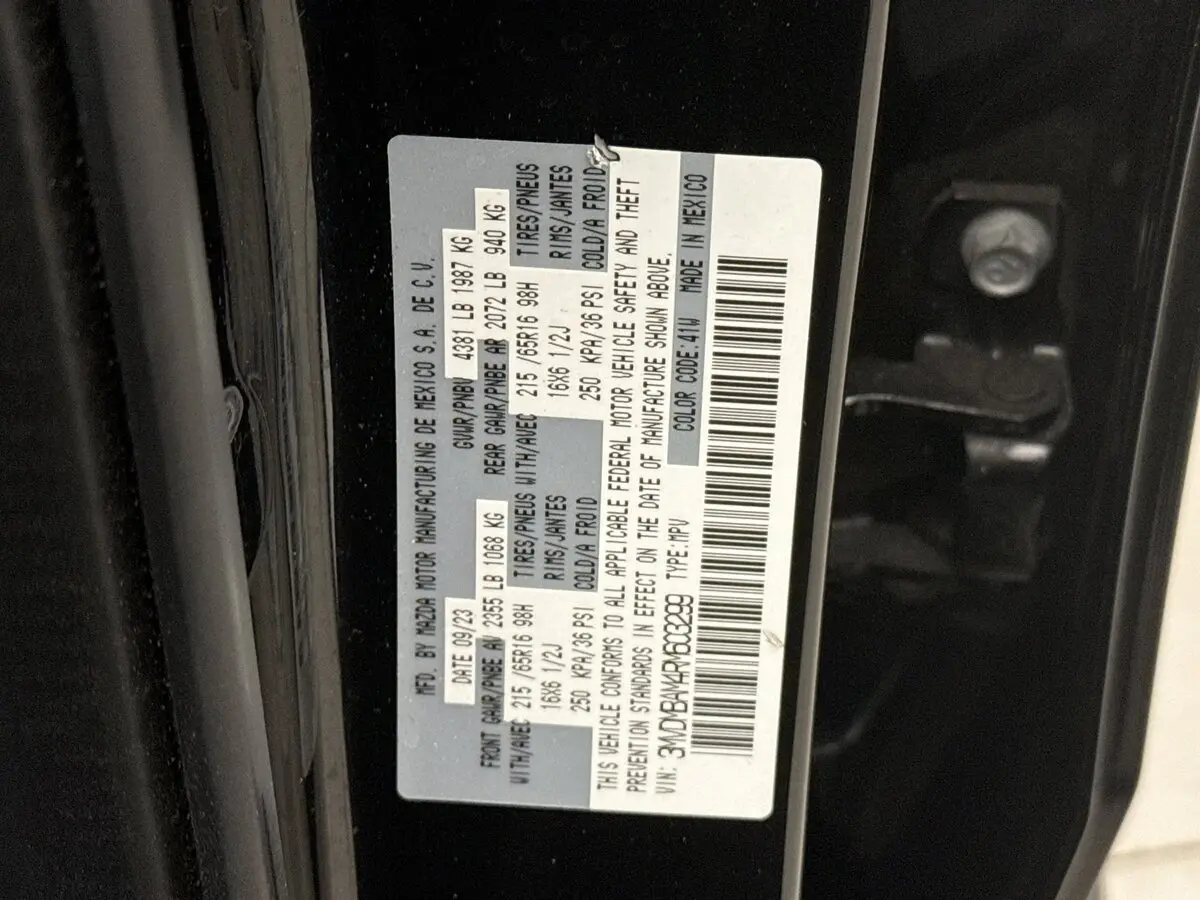 MFD. BY MAZDA MOTOR MANUFACTURING DE MEXICO S.A. DE C.V.
DATE 09/23 GVWR/PNBV 4381 LB 1987 KG
FRONT GAWR/PNBE AV 2355 LB 1068 KG REAR GAWR/PNBE AR 2072 LB 940 KG
WITH/AVEC 215 /65R16 98H TIRES/PNEUS WITH/AVEC 215 /65R16 98H TIRES/PNEUS
16X6 1/2J RIMS/JANTES 16X6 1/2J RIMS/JANTES
250 KPA/36 PSI COLD/A FROID 250 KPA/36 PSI COLD/A FROID
THIS VEHICLE CONFORMS TO ALL APPLICABLE FEDERAL MOTOR VEHICLE SAFETY AND THEFT
PREVENTION STANDARDS IN EFFECT ON THE DATE OF MANUFACTURE SHOWN ABOVE.
VIN: 3MVDMBAM4RM603299 TYPE:MPV COLOR CODE:41W MADE IN MEXICO